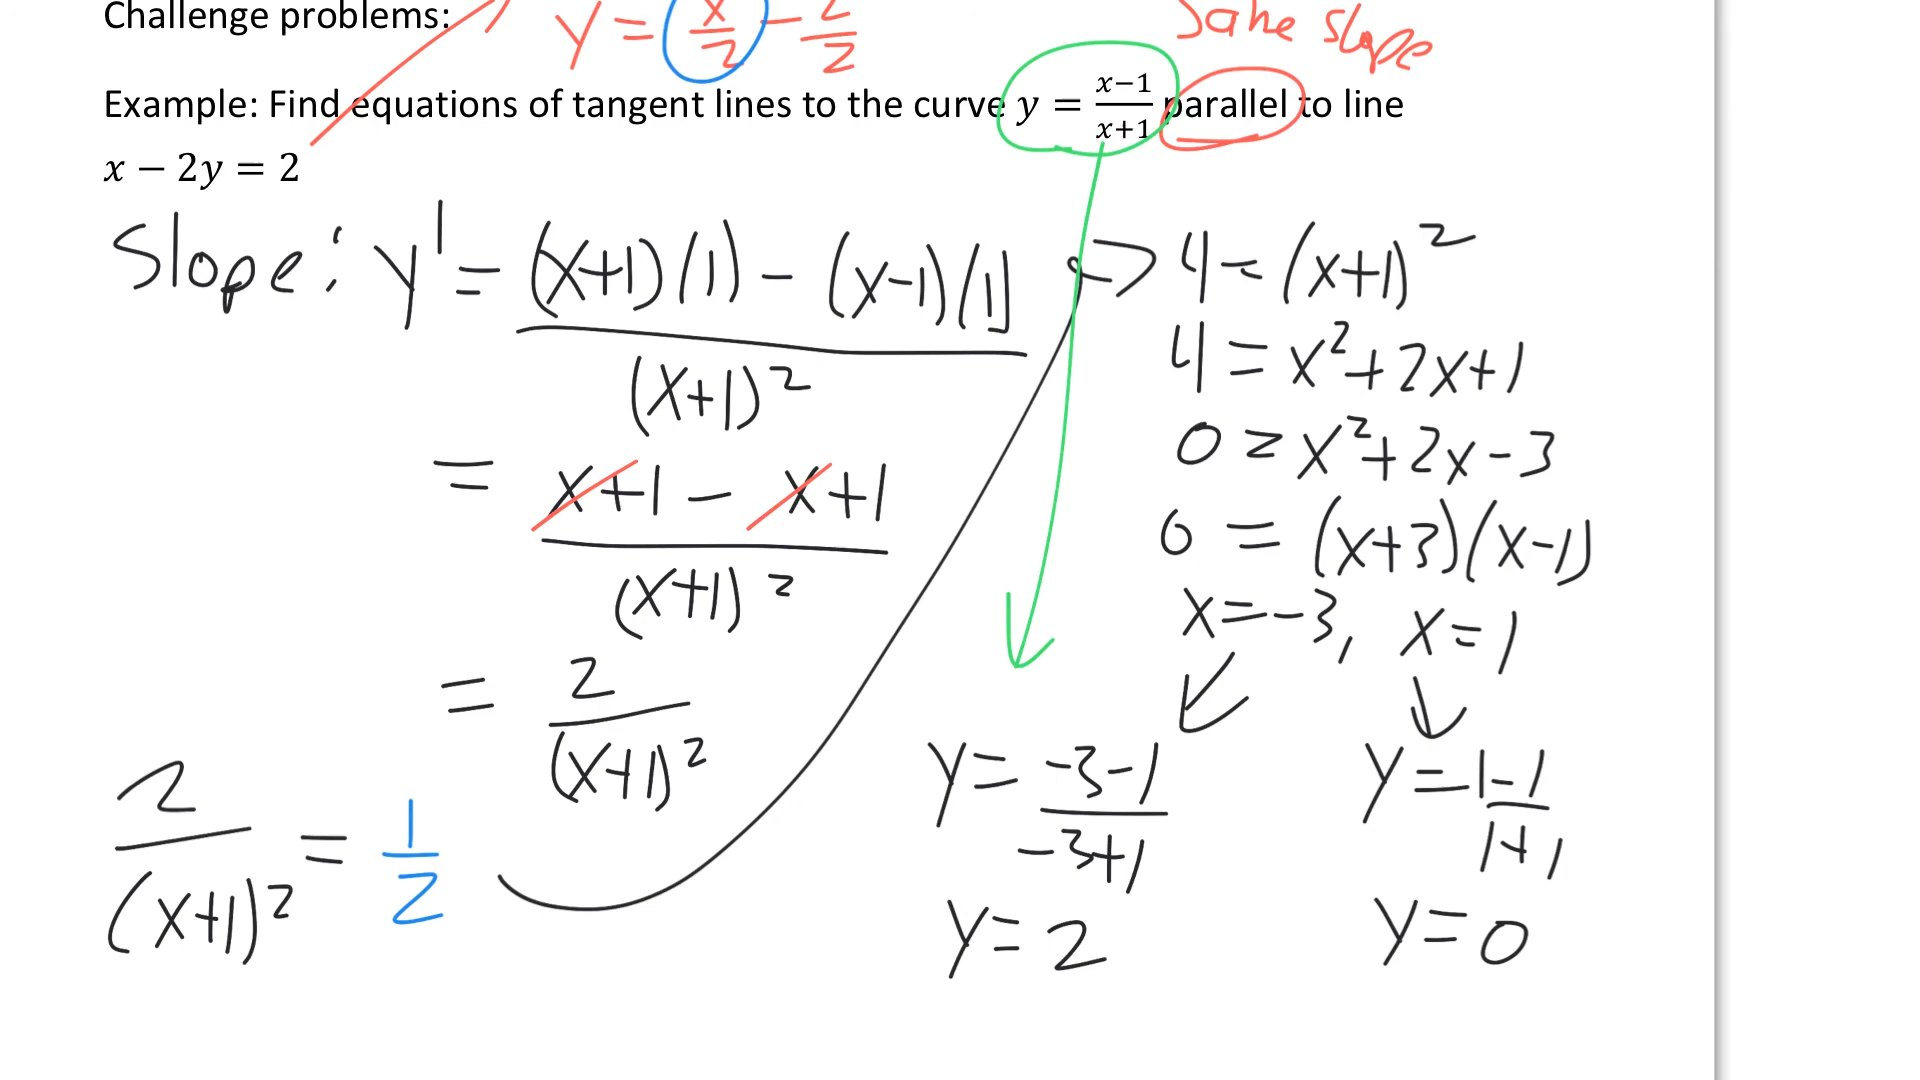 Challenge problems:
y = x/2 - 2/2
Same slope
Example: Find equations of tangent lines to the curve y = (x−1)/(x+1) parallel to line
x − 2y = 2
Slope: y' = ((x+1)(1) - (x-1)(1))/(x+1)²
= (x+1 - x+1)/(x+1)²
= 2/(x+1)²
2/(x+1)² = 1/2
=> 4 = (x+1)²
4 = x²+2x+1
0 = x²+2x-3
0 = (x+3)(x-1)
x=-3, x=1
y = (-3-1)/(-3+1)
y = 2
y = (1-1)/(1+1)
y = 0